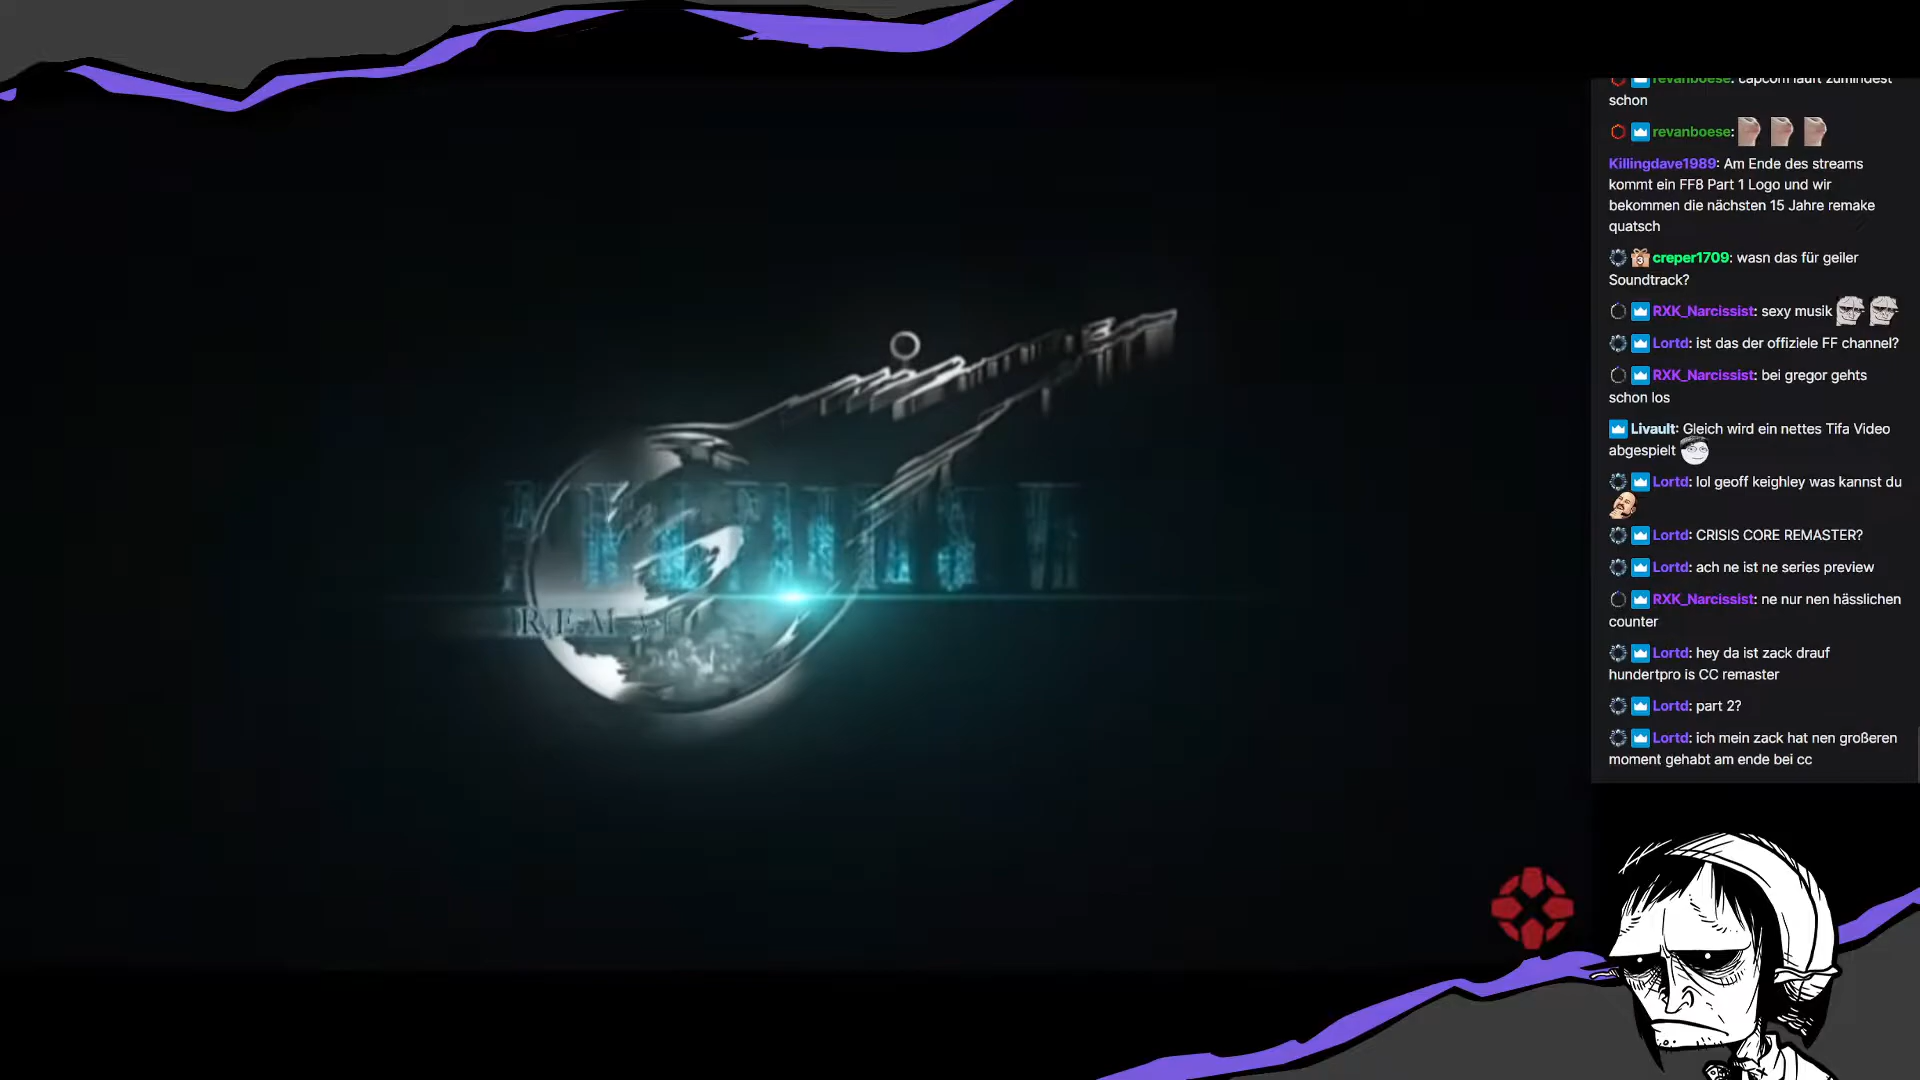 revanboese: capcom läuft zumindest
schon
revanboese:
Killingdave1989: Am Ende des streams
kommt ein FF8 Part 1 Logo und wir
bekommen die nächsten 15 Jahre remake
quatsch
3 creper1709: wasn das für geiler
Soundtrack?
RXK_Narcissist: sexy musik
Lortd: ist das der offiziele FF channel?
RXK_Narcissist: bei gregor gehts
schon los
Livault: Gleich wird ein nettes Tifa Video
abgespielt
Lortd: lol geoff keighley was kannst du
Lortd: CRISIS CORE REMASTER?
Lortd: ach ne ist ne series preview
RXK_Narcissist: ne nur nen hässlichen
counter
Lortd: hey da ist zack drauf
hundertpro is CC remaster
Lortd: part 2?
Lortd: ich mein zack hat nen großeren
moment gehabt am ende bei cc